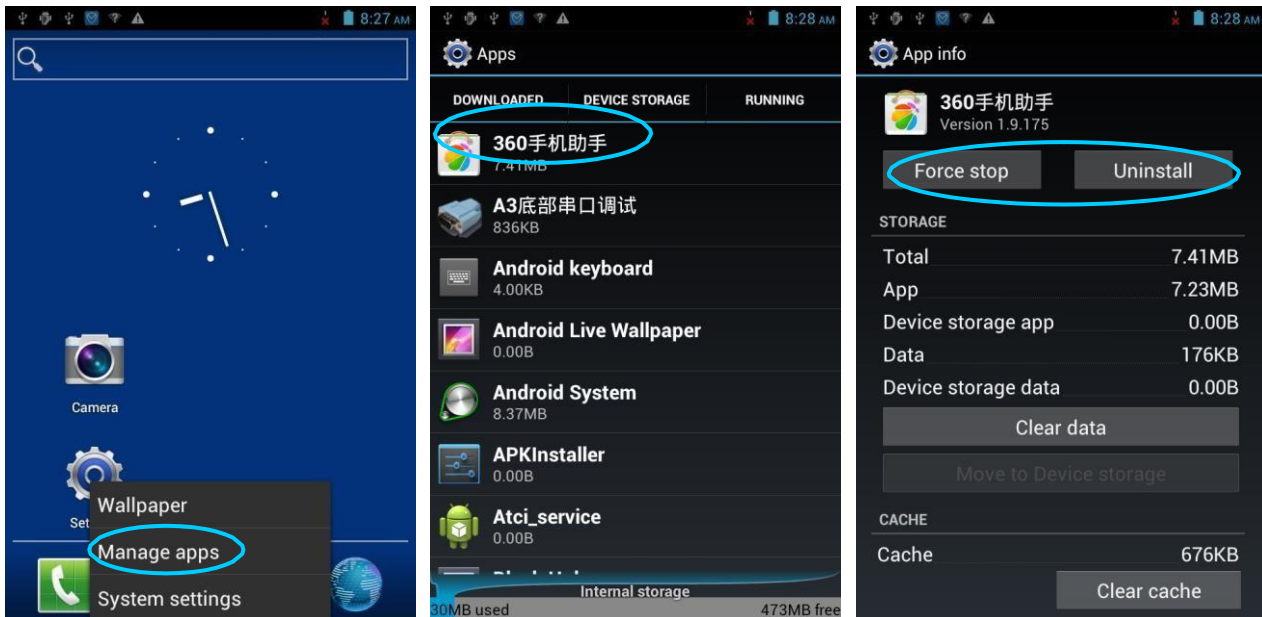 8:27 AM
Camera
Set
Wallpaper
Manage apps
System settings
8:28 AM
Apps
DOWNLOADED DEVICE STORAGE RUNNING
360手机助手
7.41MB
A3底部串口调试
836KB
Android keyboard
4.00KB
Android Live Wallpaper
0.00B
Android System
8.37MB
APKInstaller
0.00B
Atci_service
0.00B
Internal storage
30MB used 473MB free
8:28 AM
App info
360手机助手
Version 1.9.175
Force stop Uninstall
STORAGE
Total 7.41MB
App 7.23MB
Device storage app 0.00B
Data 176KB
Device storage data 0.00B
Clear data
Move to Device storage
CACHE
Cache 676KB
Clear cache